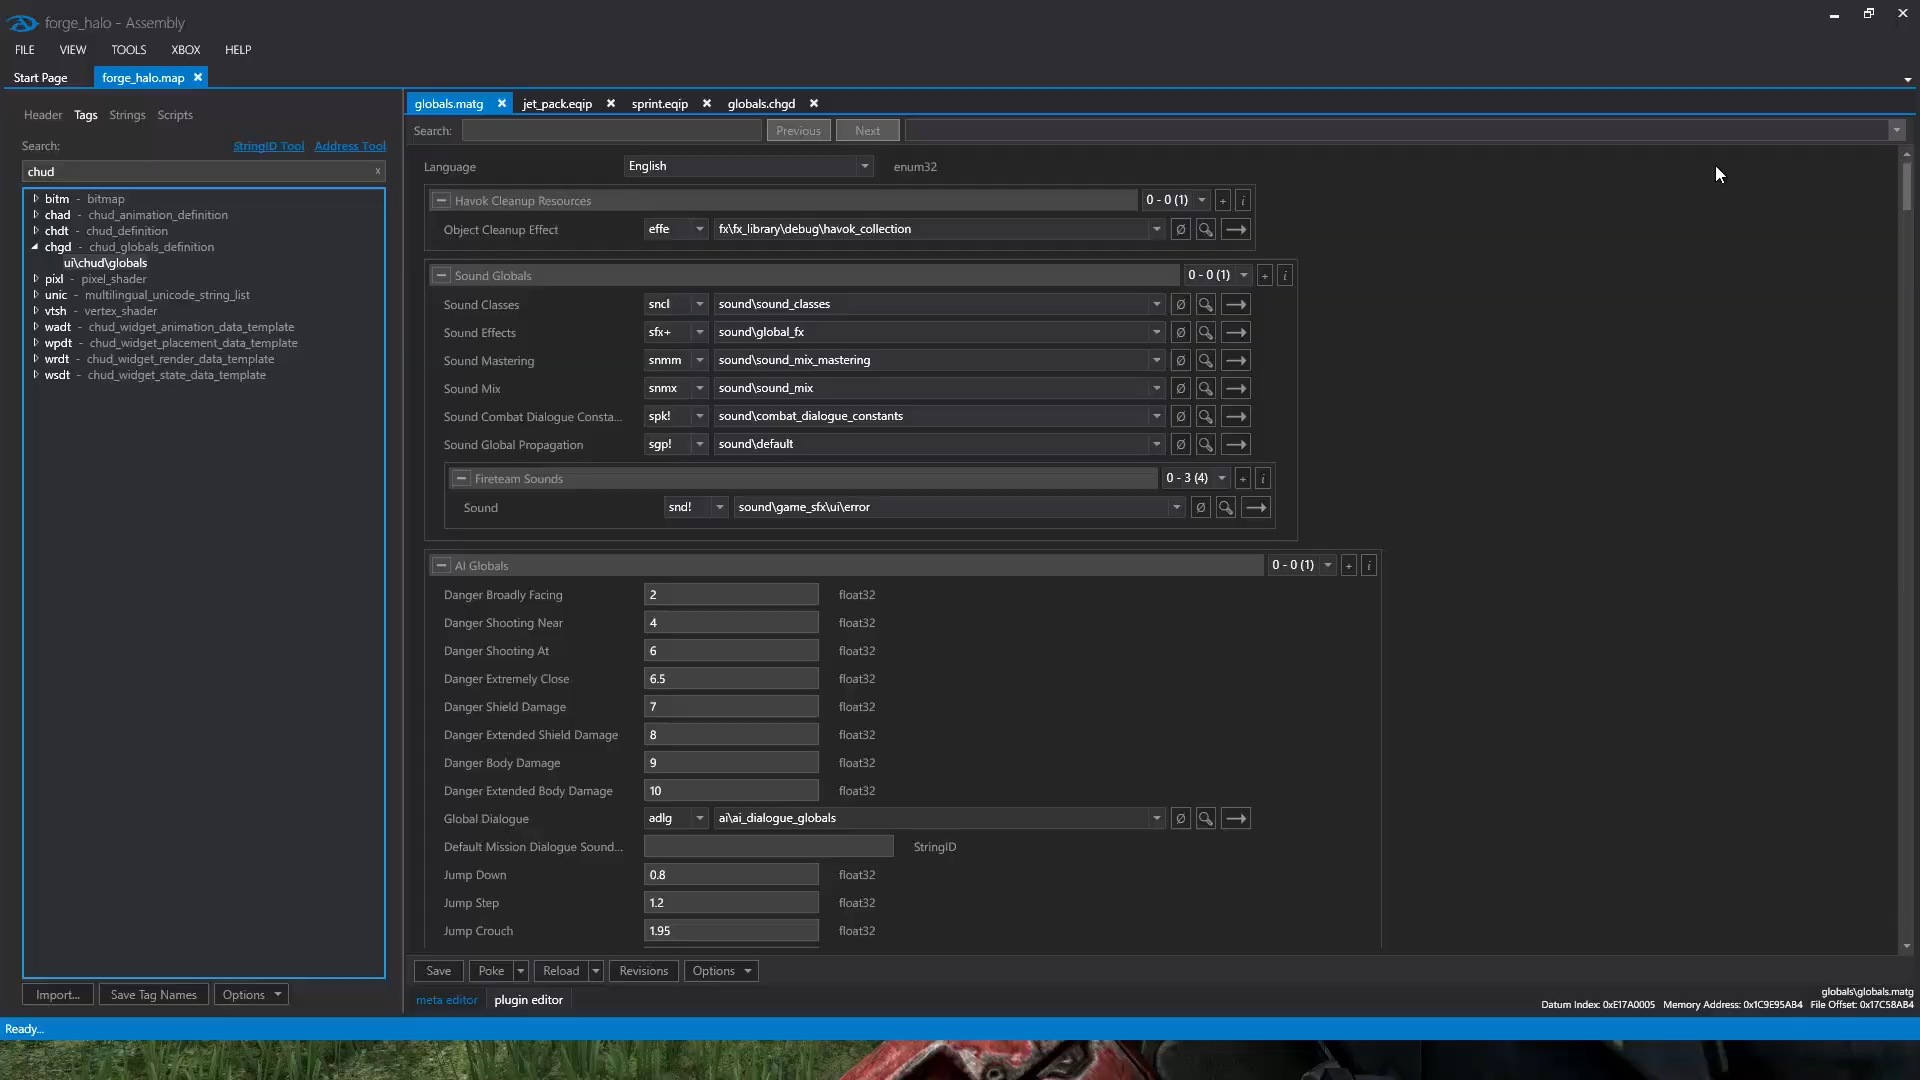 forge_halo - Assembly
FILE VIEW TOOLS XBOX HELP
Start Page forge_halo.map
Header Tags Strings Scripts
Search: StringID Tool Address Tool
chud x
bitm - bitmap
chad - chud_animation_definition
chdt - chud_definition
chgd - chud_globals_definition
ui\chud\globals
pixl - pixel_shader
unic - multilingual_unicode_string_list
vtsh - vertex_shader
wadt - chud_widget_animation_data_template
wpdt - chud_widget_placement_data_template
wrdt - chud_widget_render_data_template
wsdt - chud_widget_state_data_template
Import... Save Tag Names Options
globals.matg jet_pack.eqip sprint.eqip globals.chgd
Search: Previous Next
Language English enum32
Havok Cleanup Resources 0 - 0 (1) + i
Object Cleanup Effect effe fx\fx_library\debug\havok_collection
Sound Globals 0 - 0 (1) + i
Sound Classes sncl sound\sound_classes
Sound Effects sfx+ sound\global_fx
Sound Mastering snmm sound\sound_mix_mastering
Sound Mix snmx sound\sound_mix
Sound Combat Dialogue Consta... spk! sound\combat_dialogue_constants
Sound Global Propagation sgp! sound\default
Fireteam Sounds 0 - 3 (4) + i
Sound snd! sound\game_sfx\ui\error
AI Globals 0 - 0 (1) + i
Danger Broadly Facing 2 float32
Danger Shooting Near 4 float32
Danger Shooting At 6 float32
Danger Extremely Close 6.5 float32
Danger Shield Damage 7 float32
Danger Extended Shield Damage 8 float32
Danger Body Damage 9 float32
Danger Extended Body Damage 10 float32
Global Dialogue adlg ai\ai_dialogue_globals
Default Mission Dialogue Sound... StringID
Jump Down 0.8 float32
Jump Step 1.2 float32
Jump Crouch 1.95 float32
Save Poke Reload Revisions Options
meta editor plugin editor
globals\globals.matg
Datum Index: 0xE17A0005 Memory Address: 0x1C9E95AB4 File Offset: 0x17C58AB4
Ready...